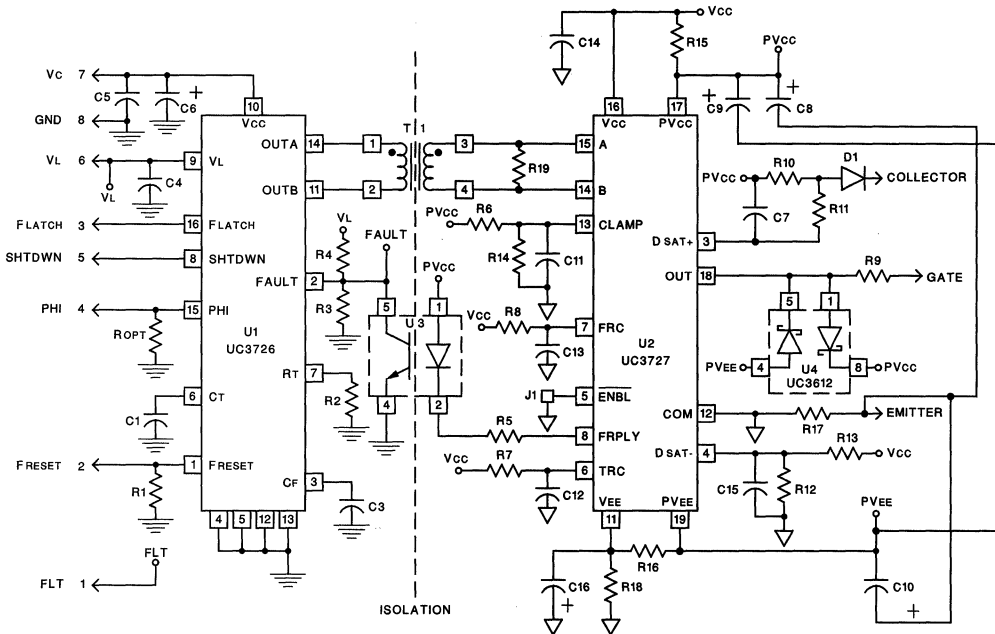 VCC
C14
R15
PVCC
VC 7
C5
+
C6
10
VCC
16
VCC
17
PVCC
+
C9
+
C8
GND 8
OUTA
14
1
T 1
3
15
A
R19
R10
D1
PVCC
COLLECTOR
VL 6
9
VL
C4
VL
OUTB
11
2
4
14
B
C7
R11
FLATCH 3
16
FLATCH
VL
FAULT
PVCC
R6
13
CLAMP
DSAT+
3
SHTDWN 5
8
SHTDWN
R4
R14
C11
FAULT
2
PVCC
OUT
18
R9
GATE
R3
5
1
5
1
PHI 4
15
PHI
U3
VCC
R8
7
FRC
ROPT
U1
UC3726
C13
U2
UC3727
PVEE
4
U4
UC3612
8
PVCC
RT
7
6
CT
C1
R2
4
2
J1
5
ENBL
COM
12
R17
EMITTER
R5
8
FRPLY
R13
FRESET 2
1
FRESET
VCC
R7
6
TRC
DSAT-
4
VCC
R1
CF
3
C3
C12
C15
R12
VEE
11
PVEE
19
PVEE
4
5
12
13
FLT
R16
FLT 1
C16
+
R18
C10
+
ISOLATION